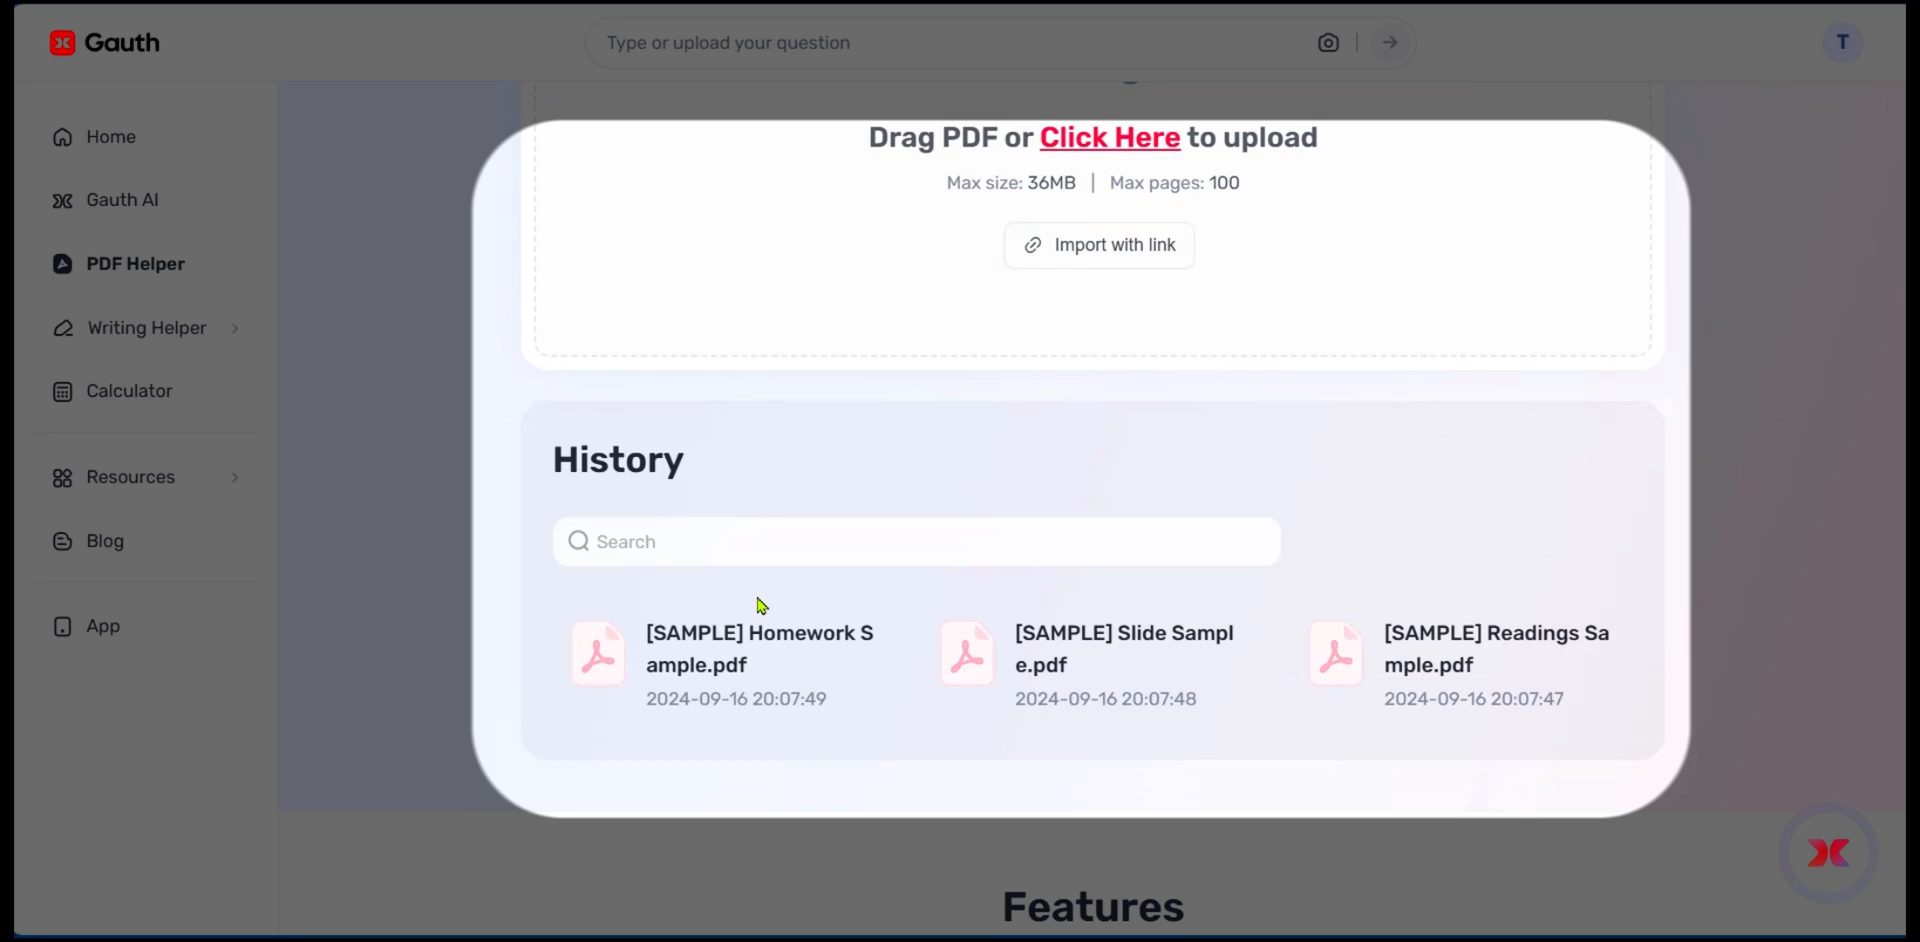 Gauth
Type or upload your question
T
Home
Gauth AI
PDF Helper
Writing Helper
Calculator
Resources
Blog
App
Drag PDF or Click Here to upload
Max size: 36MB | Max pages: 100
Import with link
History
Search
[SAMPLE] Homework S
ample.pdf
2024-09-16 20:07:49
[SAMPLE] Slide Sampl
e.pdf
2024-09-16 20:07:48
[SAMPLE] Readings Sa
mple.pdf
2024-09-16 20:07:47
Features